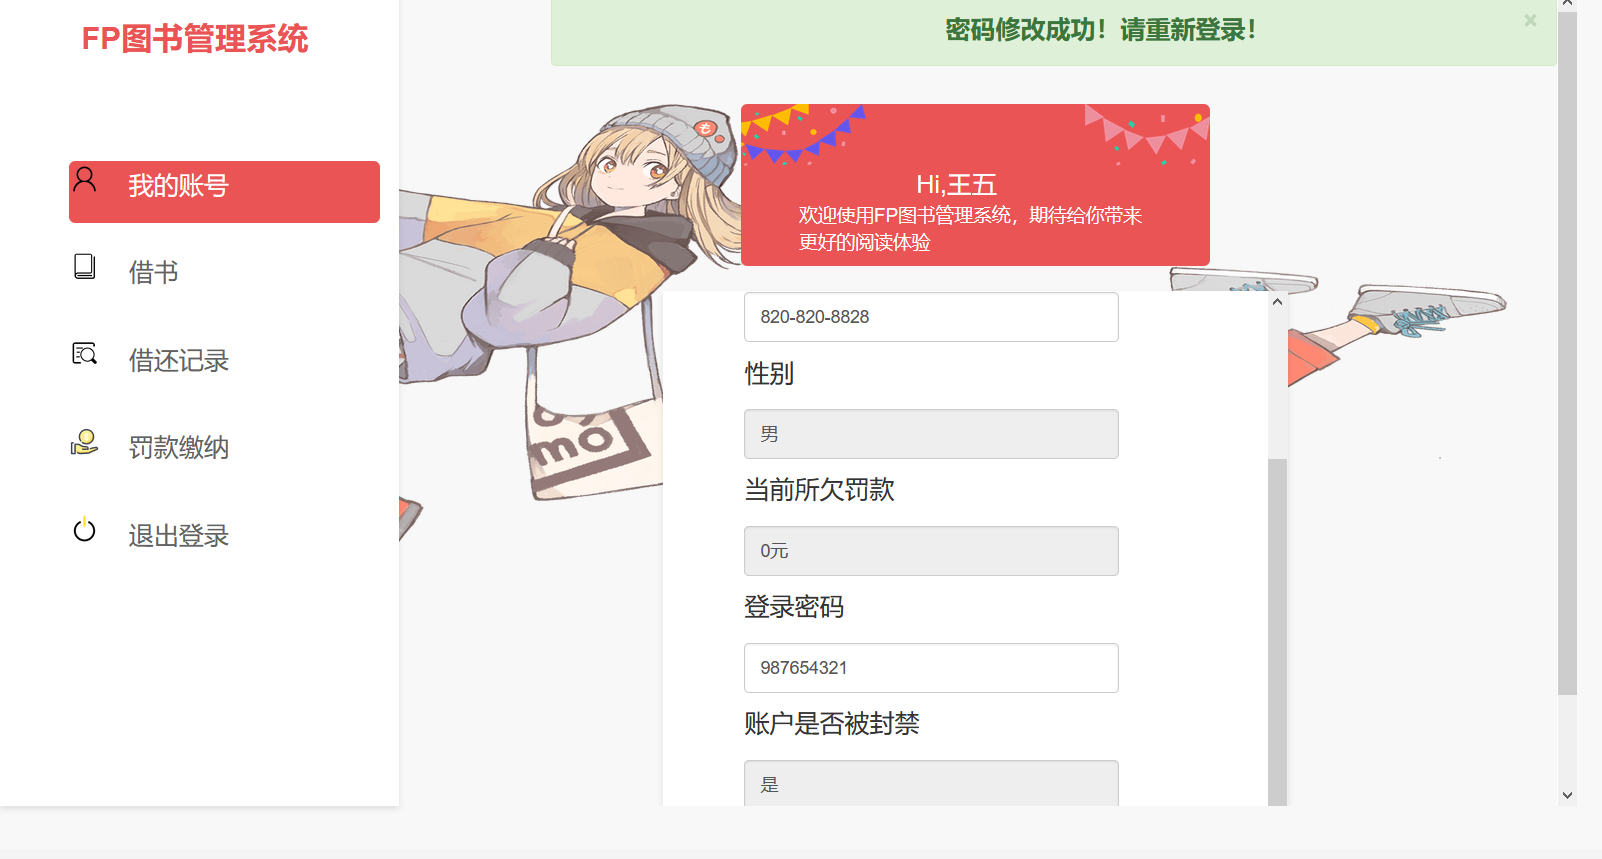 FP图书管理系统
我的账号
借书
借还记录
罚款缴纳
退出登录
密码修改成功！请重新登录！
×
も
Hi,王五
欢迎使用FP图书管理系统，期待给你带来
更好的阅读体验
mo
820-820-8828
性别
男
当前所欠罚款
0元
登录密码
987654321
账户是否被封禁
是